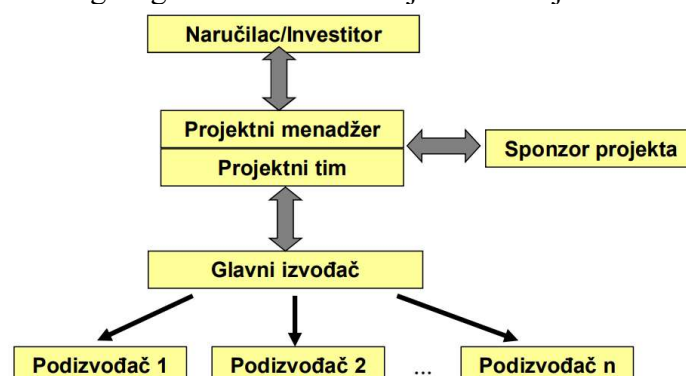 Naručilac/Investitor
Projektni menadžer
Projektni tim
Sponzor projekta
Glavni izvođač
Podizvođač 1
Podizvođač 2
...
Podizvođač n